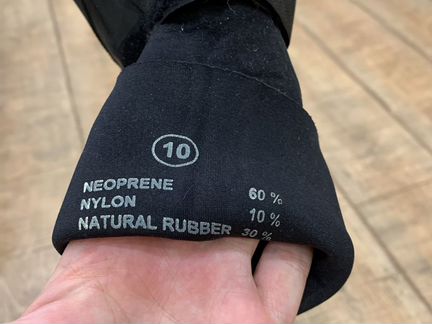 10
NEOPRENE 60 %
NYLON 10 %
NATURAL RUBBER 30 %